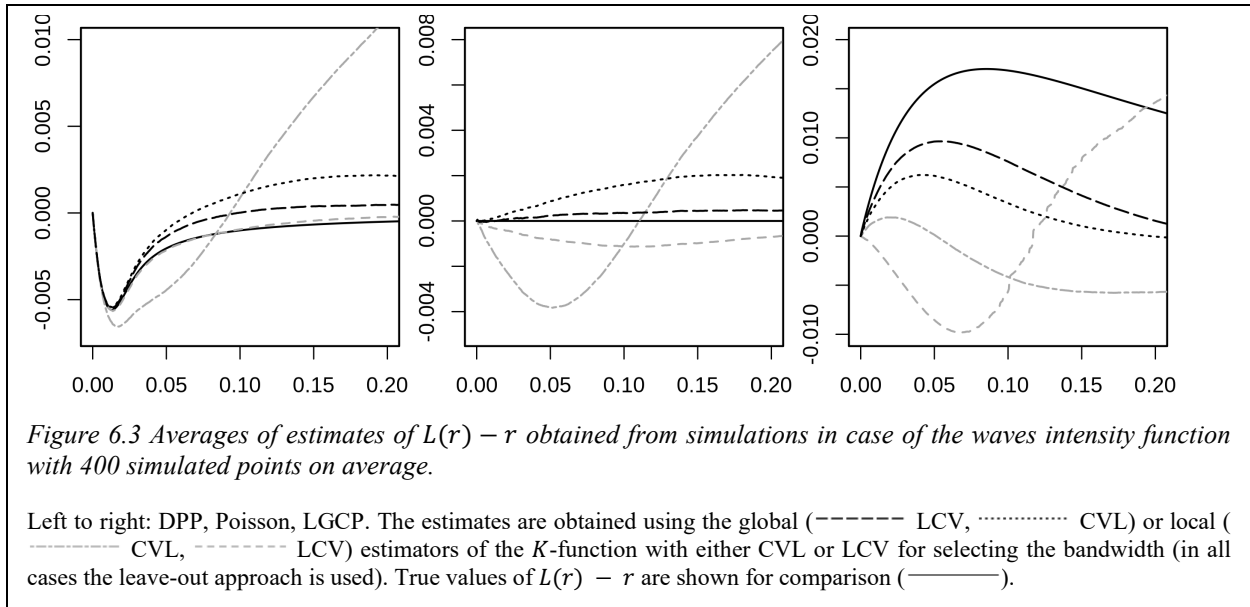 0.010
0.005
0.000
-0.005
0.00 0.05 0.10 0.15 0.20
0.008
0.004
0.000
-0.004
0.00 0.05 0.10 0.15 0.20
0.020
0.010
0.000
-0.010
0.00 0.05 0.10 0.15 0.20
Figure 6.3 Averages of estimates of L(r) − r obtained from simulations in case of the waves intensity function
with 400 simulated points on average.
Left to right: DPP, Poisson, LGCP. The estimates are obtained using the global ( LCV, CVL) or local (
CVL, LCV) estimators of the K-function with either CVL or LCV for selecting the bandwidth (in all
cases the leave-out approach is used). True values of L(r) − r are shown for comparison ( ).